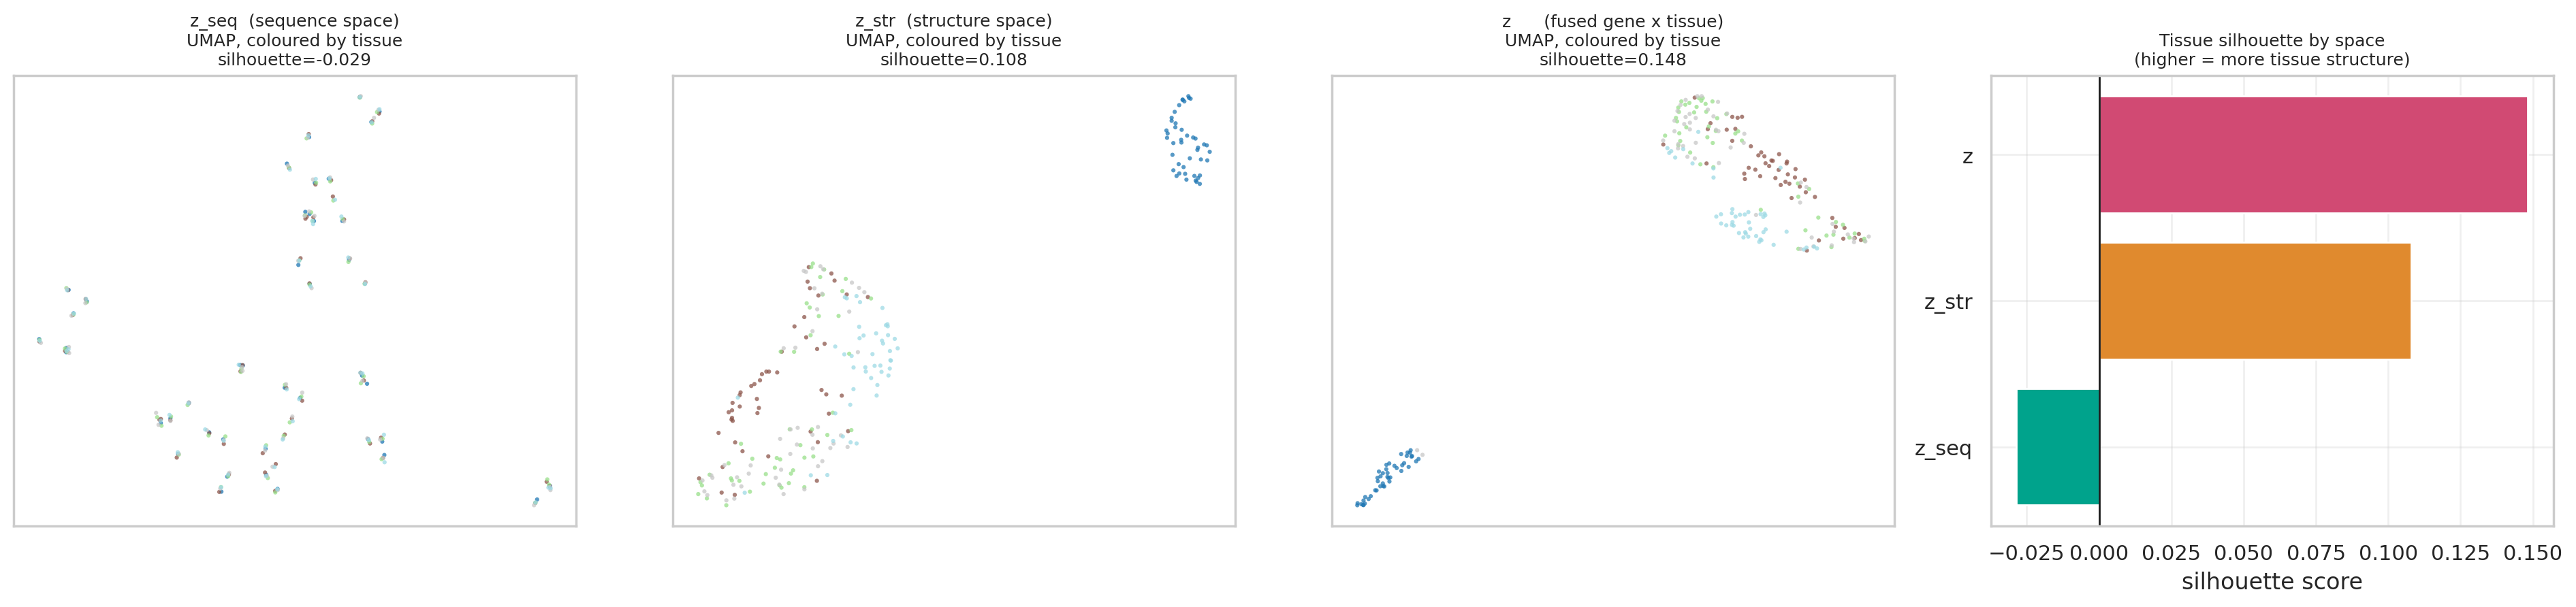 z_seq  (sequence space)
UMAP, coloured by tissue
silhouette=-0.029
z_str  (structure space)
UMAP, coloured by tissue
silhouette=0.108
z      (fused gene x tissue)
UMAP, coloured by tissue
silhouette=0.148
Tissue silhouette by space
(higher = more tissue structure)
z
z_str
z_seq
−0.025 0.000 0.025 0.050 0.075 0.100 0.125 0.150
silhouette score